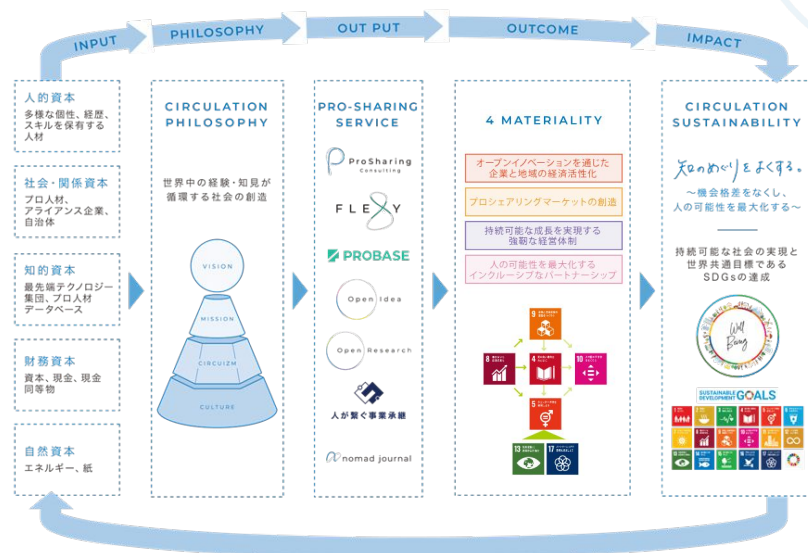 INPUT
PHILOSOPHY
OUT PUT
OUTCOME
IMPACT
人的資本
多様な個性、経歴、
スキルを保有する
人材
社会・関係資本
プロ人材、
アライアンス企業、
自治体
知的資本
最先端テクノロジー
集団、プロ人材
データベース
財務資本
資本、現金、現金
同等物
自然資本
エネルギー、紙
CIRCULATION
PHILOSOPHY
世界中の経験・知見が
循環する社会の創造
VISION
MISSION
CIRCUIZM
CULTURE
PRO-SHARING
SERVICE
ProSharing
Consulting
FLEXY
PROBASE
Open Idea
Open Research
人が繋ぐ事業承継
nomad journal
4 MATERIALITY
オープンイノベーションを通じた
企業と地域の経済活性化
プロシェアリングマーケットの創造
持続可能な成長を実現する
強靭な経営体制
人の可能性を最大化する
インクルーシブなパートナーシップ
9
8
4
10
5
13
17
CIRCULATION
SUSTAINABILITY
知のめぐりをよくする。
〜機会格差をなくし、
人の可能性を最大化する〜
持続可能な社会の実現と
世界共通目標である
SDGsの達成
Well
Being
SUSTAINABLE
DEVELOPMENT
GOALS